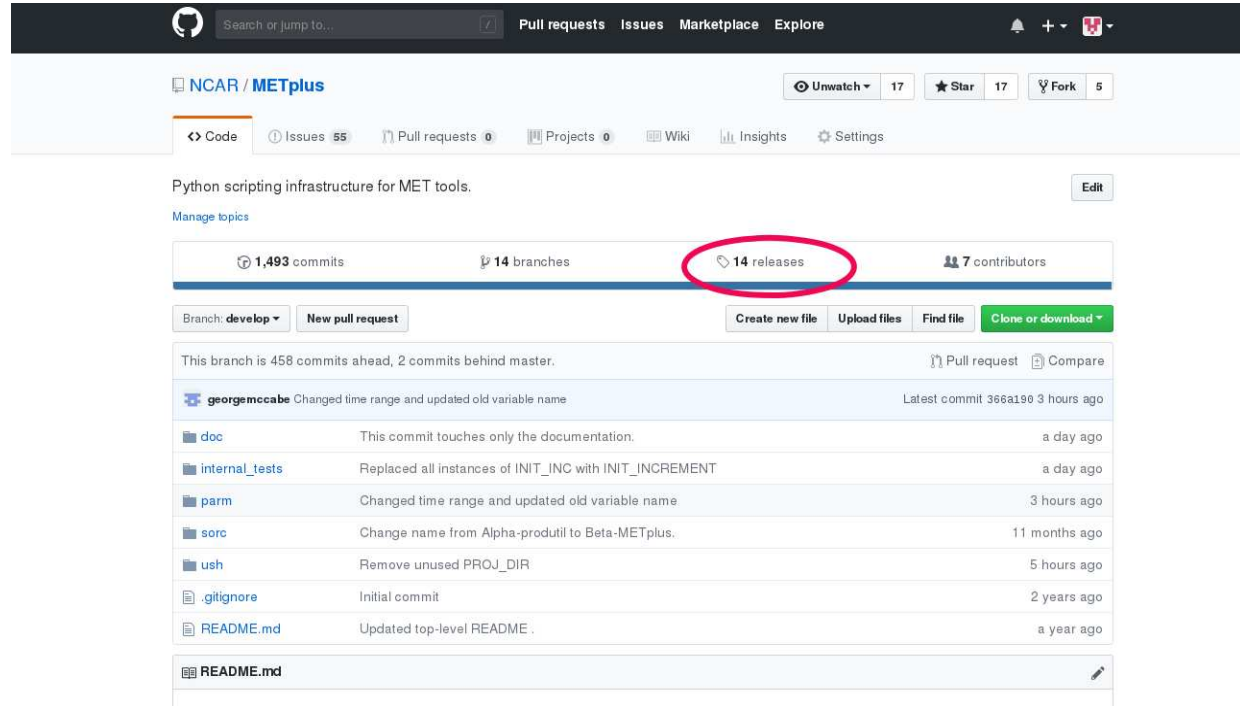 Search or jump to... / Pull requests Issues Marketplace Explore
NCAR / METplus Unwatch 17 Star 17 Fork 5
Code Issues 55 Pull requests 0 Projects 0 Wiki Insights Settings
Python scripting infrastructure for MET tools. Edit
Manage topics
1,493 commits 14 branches 14 releases 7 contributors
Branch: develop New pull request Create new file Upload files Find file Clone or download
This branch is 458 commits ahead, 2 commits behind master. Pull request Compare
georgemccabe Changed time range and updated old variable name Latest commit 366a190 3 hours ago
doc This commit touches only the documentation. a day ago
internal_tests Replaced all instances of INIT_INC with INIT_INCREMENT a day ago
parm Changed time range and updated old variable name 3 hours ago
sorc Change name from Alpha-produtil to Beta-METplus. 11 months ago
ush Remove unused PROJ_DIR 5 hours ago
.gitignore Initial commit 2 years ago
README.md Updated top-level README . a year ago
README.md